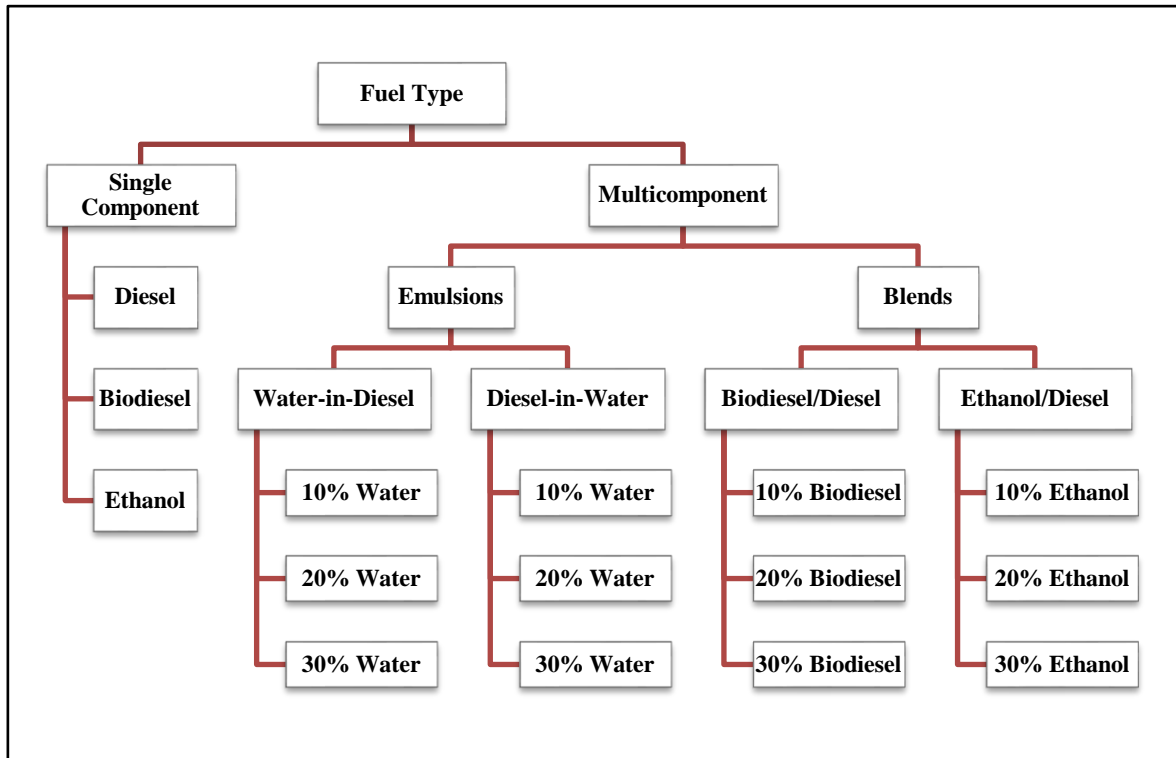 Fuel Type
Single
Component
Multicomponent
Diesel
Biodiesel
Ethanol
Emulsions
Blends
Water-in-Diesel
Diesel-in-Water
Biodiesel/Diesel
Ethanol/Diesel
10% Water
20% Water
30% Water
10% Water
20% Water
30% Water
10% Biodiesel
20% Biodiesel
30% Biodiesel
10% Ethanol
20% Ethanol
30% Ethanol